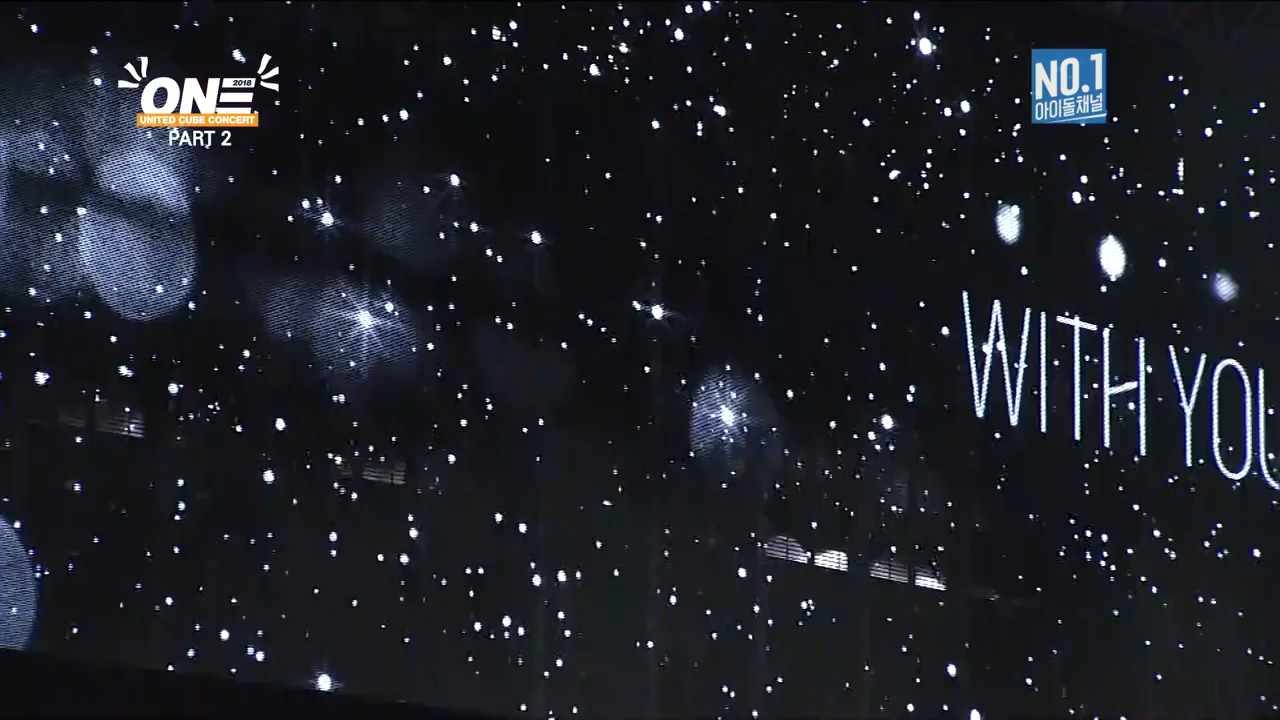 ONE 2018
UNITED CUBE CONCERT
PART 2
NO.1
아이돌채널
WITH YOU